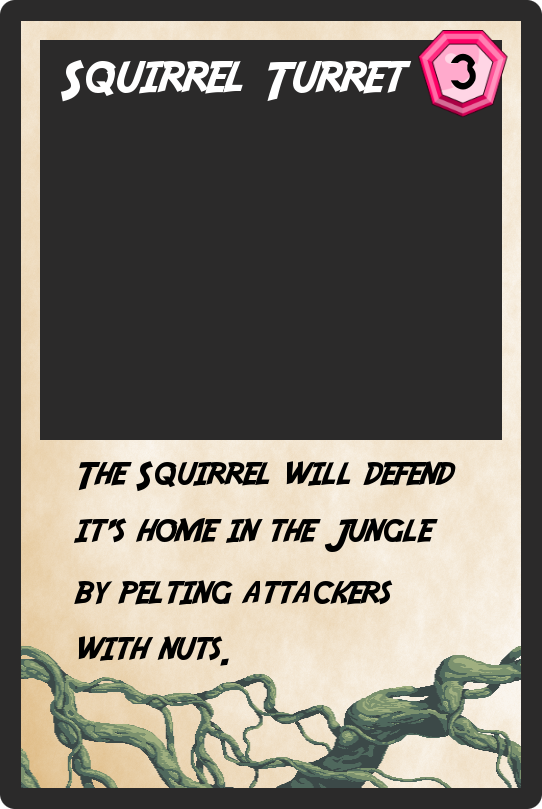 Squirrel Turret 3
The Squirrel will defend
it's home in the Jungle
by pelting attackers
with nuts.